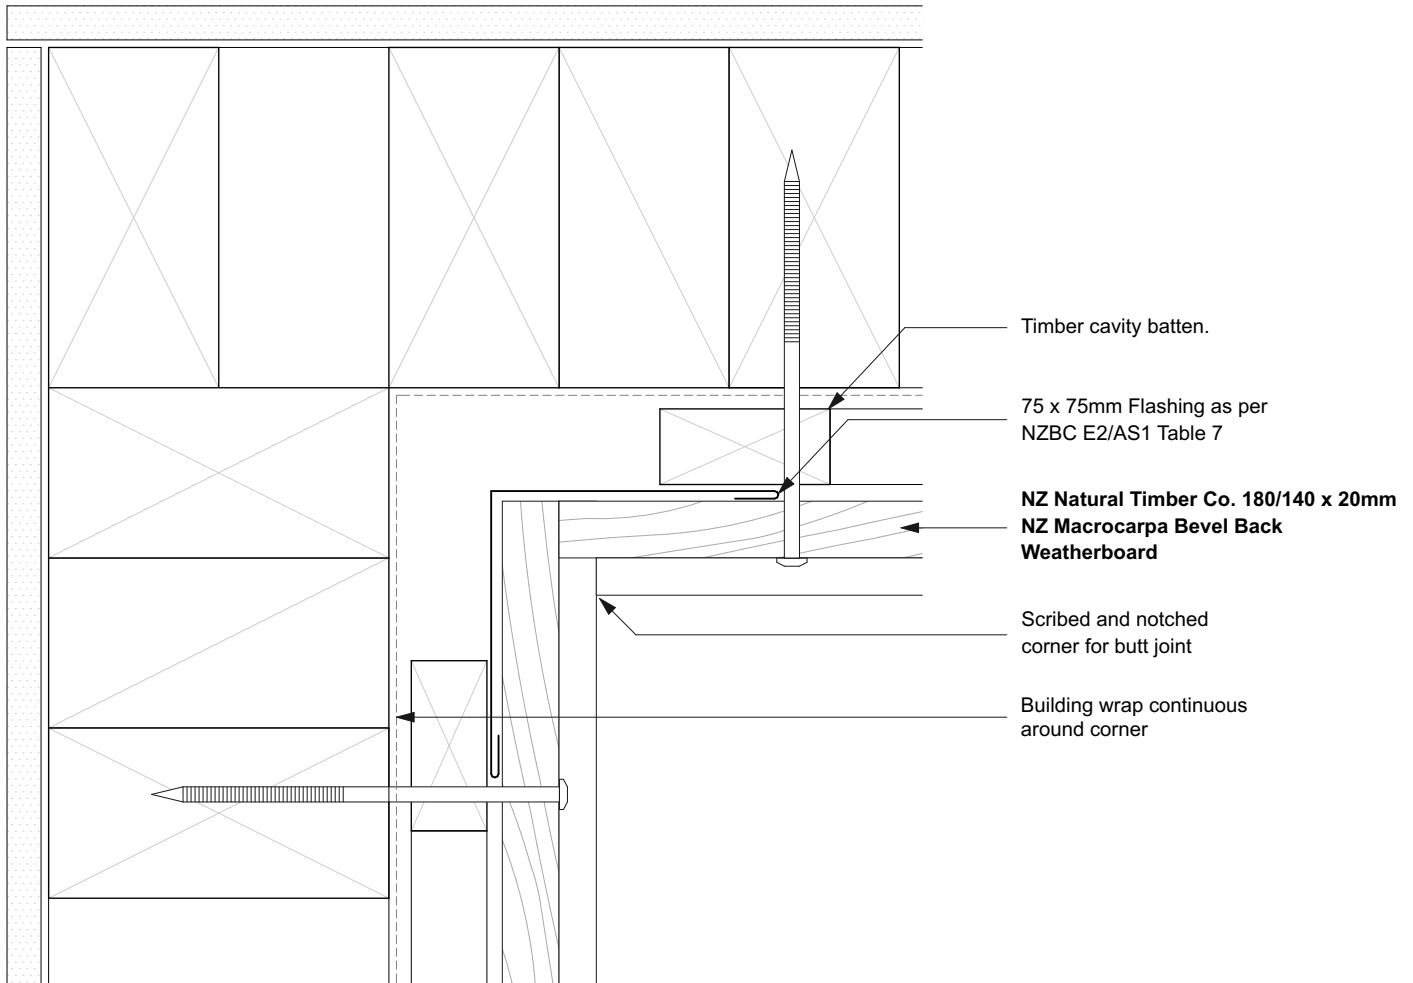 Timber cavity batten.
75 x 75mm Flashing as per
NZBC E2/AS1 Table 7
NZ Natural Timber Co. 180/140 x 20mm
NZ Macrocarpa Bevel Back
Weatherboard
Scribed and notched
corner for butt joint
Building wrap continuous
around corner